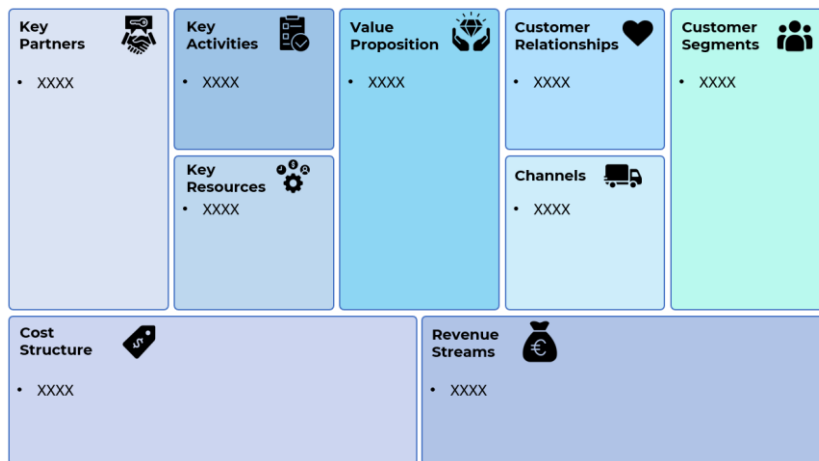 Key
Partners
• XXXX
Key
Activities
• XXXX
Key
Resources
• XXXX
Value
Proposition
• XXXX
Customer
Relationships
• XXXX
Channels
• XXXX
Customer
Segments
• XXXX
Cost
Structure
$
• XXXX
Revenue
Streams
€
• XXXX